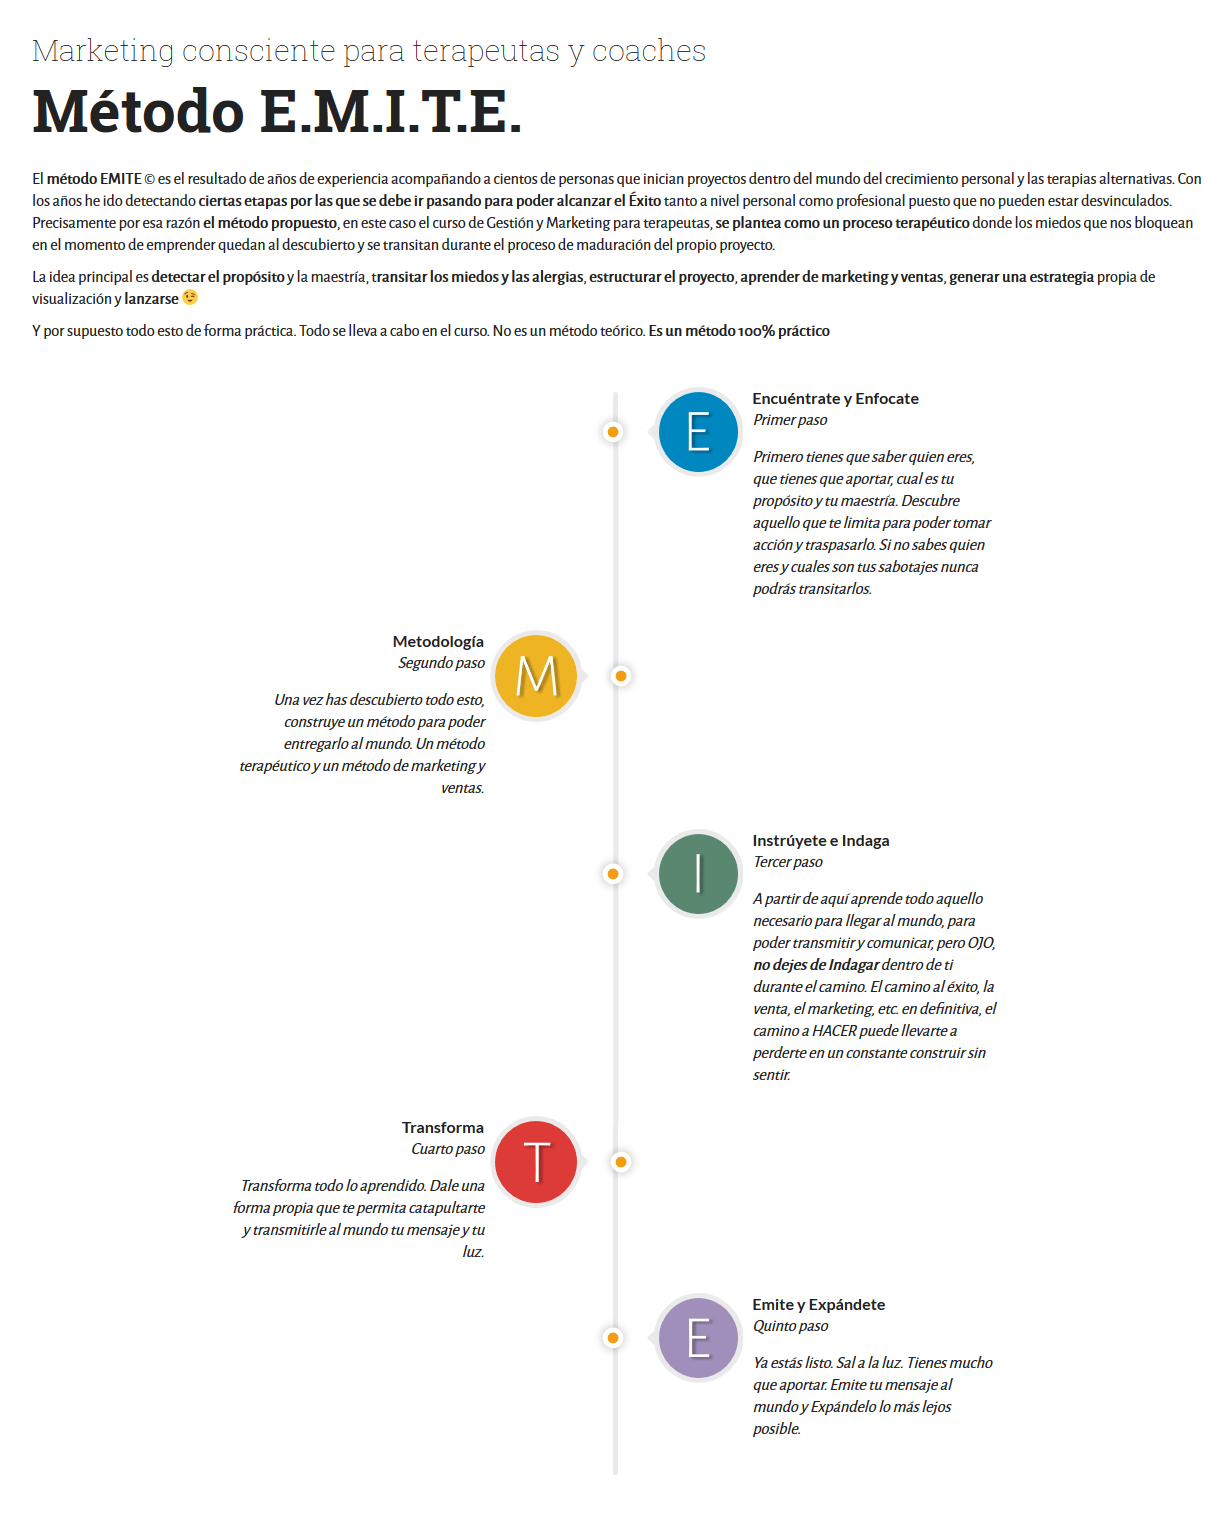 Marketing consciente para terapeutas y coaches
Método E.M.I.T.E.
El método EMITE © es el resultado de años de experiencia acompañando a cientos de personas que inician proyectos dentro del mundo del crecimiento personal y las terapias alternativas. Con
los años he ido detectando ciertas etapas por las que se debe ir pasando para poder alcanzar el Éxito tanto a nivel personal como profesional puesto que no pueden estar desvinculados.
Precisamente por esa razón el método propuesto, en este caso el curso de Gestión y Marketing para terapeutas, se plantea como un proceso terapéutico donde los miedos que nos bloquean
en el momento de emprender quedan al descubierto y se transitan durante el proceso de maduración del propio proyecto.
La idea principal es detectar el propósito y la maestría, transitar los miedos y las alergias, estructurar el proyecto, aprender de marketing y ventas, generar una estrategia propia de
visualización y lanzarse 😉
Y por supuesto todo esto de forma práctica. Todo se lleva a cabo en el curso. No es un método teórico. Es un método 100% práctico
E
Encuéntrate y Enfocate
Primer paso
Primero tienes que saber quien eres,
que tienes que aportar, cual es tu
propósito y tu maestría. Descubre
aquello que te limita para poder tomar
acción y traspasarlo. Si no sabes quien
eres y cuales son tus sabotajes nunca
podrás transitarlos.
M
Metodología
Segundo paso
Una vez has descubierto todo esto,
construye un método para poder
entregarlo al mundo. Un método
terapéutico y un método de marketing y
ventas.
I
Instrúyete e Indaga
Tercer paso
A partir de aquí aprende todo aquello
necesario para llegar al mundo, para
poder transmitir y comunicar, pero OJO,
no dejes de Indagar dentro de ti
durante el camino. El camino al éxito, la
venta, el marketing, etc. en definitiva, el
camino a HACER puede llevarte a
perderte en un constante construir sin
sentir.
T
Transforma
Cuarto paso
Transforma todo lo aprendido. Dale una
forma propia que te permita catapultarte
y transmitirle al mundo tu mensaje y tu
luz.
E
Emite y Expándete
Quinto paso
Ya estás listo. Sal a la luz. Tienes mucho
que aportar. Emite tu mensaje al
mundo y Expándelo lo más lejos
posible.